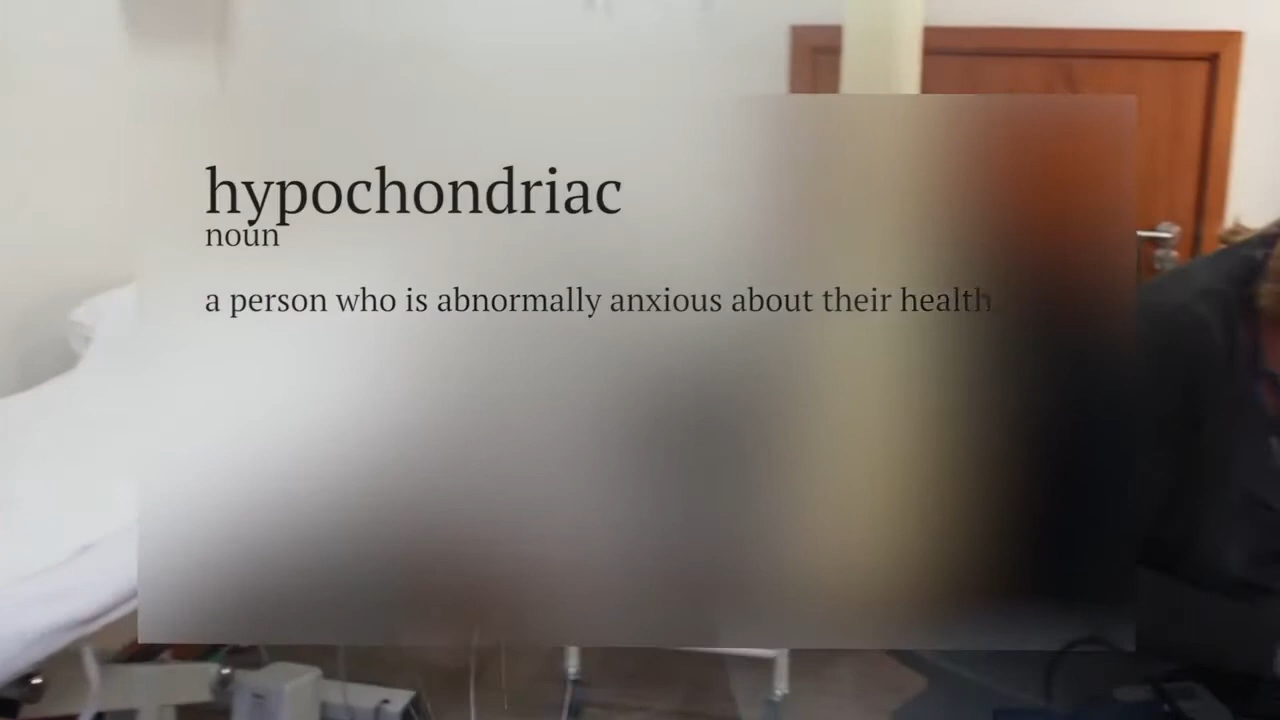 hypochondriac
noun
a person who is abnormally anxious about their health